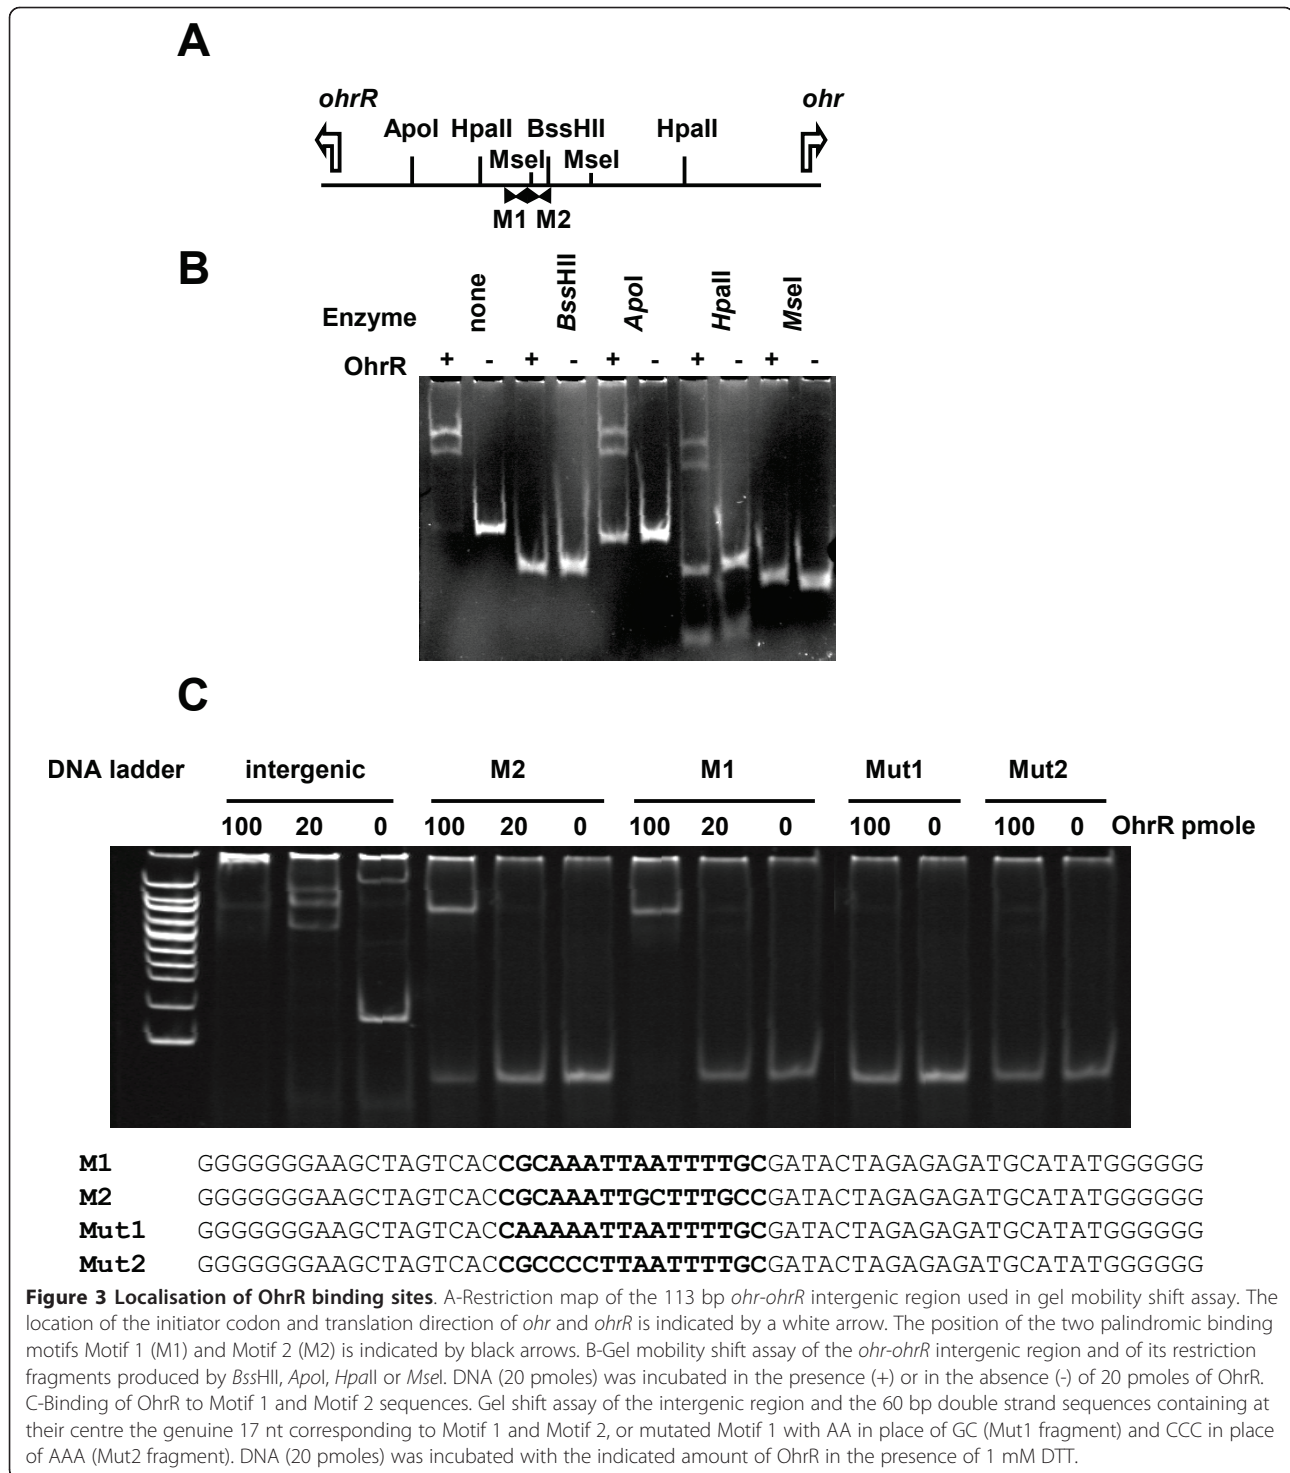 A
ohrR
ohr
ApoI HpaII BssHII HpaII
MseI MseI
M1 M2
B
Enzyme none BssHII ApoI HpaII MseI
OhrR + - + - + - + - + -
C
DNA ladder intergenic M2 M1 Mut1 Mut2
100 20 0 100 20 0 100 20 0 100 0 100 0 OhrR pmole
M1 GGGGGGGAAGCTAGTCACCGCAAATTAATTTTGCGATACTAGAGAGATGCATATGGGGGG
M2 GGGGGGGAAGCTAGTCACCGCAAATTGCTTTGCCGATACTAGAGAGATGCATATGGGGGG
Mut1 GGGGGGGAAGCTAGTCACCAAAAATTAATTTTGCGATACTAGAGAGATGCATATGGGGGG
Mut2 GGGGGGGAAGCTAGTCACCGCCCCTTAATTTTGCGATACTAGAGAGATGCATATGGGGGG
Figure 3 Localisation of OhrR binding sites. A-Restriction map of the 113 bp ohr-ohrR intergenic region used in gel mobility shift assay. The
location of the initiator codon and translation direction of ohr and ohrR is indicated by a white arrow. The position of the two palindromic binding
motifs Motif 1 (M1) and Motif 2 (M2) is indicated by black arrows. B-Gel mobility shift assay of the ohr-ohrR intergenic region and of its restriction
fragments produced by BssHII, ApoI, HpaII or MseI. DNA (20 pmoles) was incubated in the presence (+) or in the absence (-) of 20 pmoles of OhrR.
C-Binding of OhrR to Motif 1 and Motif 2 sequences. Gel shift assay of the intergenic region and the 60 bp double strand sequences containing at
their centre the genuine 17 nt corresponding to Motif 1 and Motif 2, or mutated Motif 1 with AA in place of GC (Mut1 fragment) and CCC in place
of AAA (Mut2 fragment). DNA (20 pmoles) was incubated with the indicated amount of OhrR in the presence of 1 mM DTT.